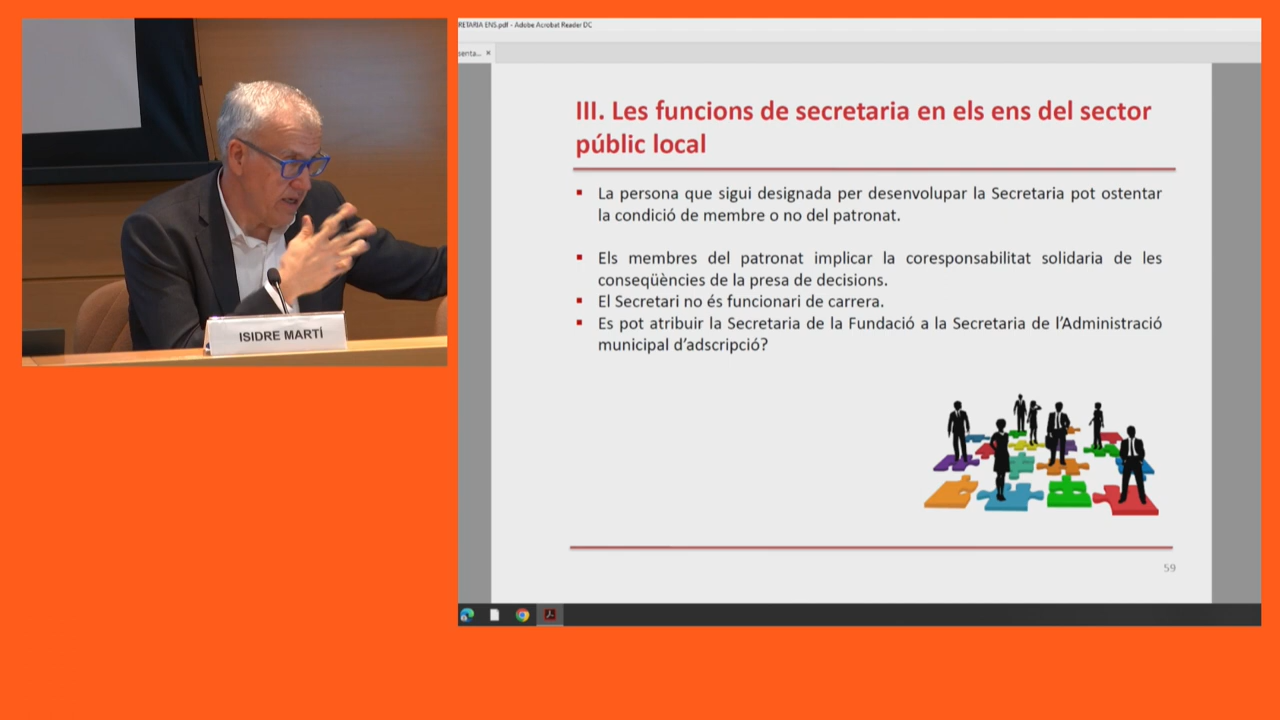 RETARIA ENS.pdf - Adobe Acrobat Reader DC
senta... ×
III. Les funcions de secretaria en els ens del sector
públic local
La persona que sigui designada per desenvolupar la Secretaria pot ostentar
la condició de membre o no del patronat.
Els membres del patronat implicar la coresponsabilitat solidaria de les
conseqüències de la presa de decisions.
El Secretari no és funcionari de carrera.
Es pot atribuir la Secretaria de la Fundació a la Secretaria de l'Administració
municipal d'adscripció?
59
ISIDRE MARTÍ